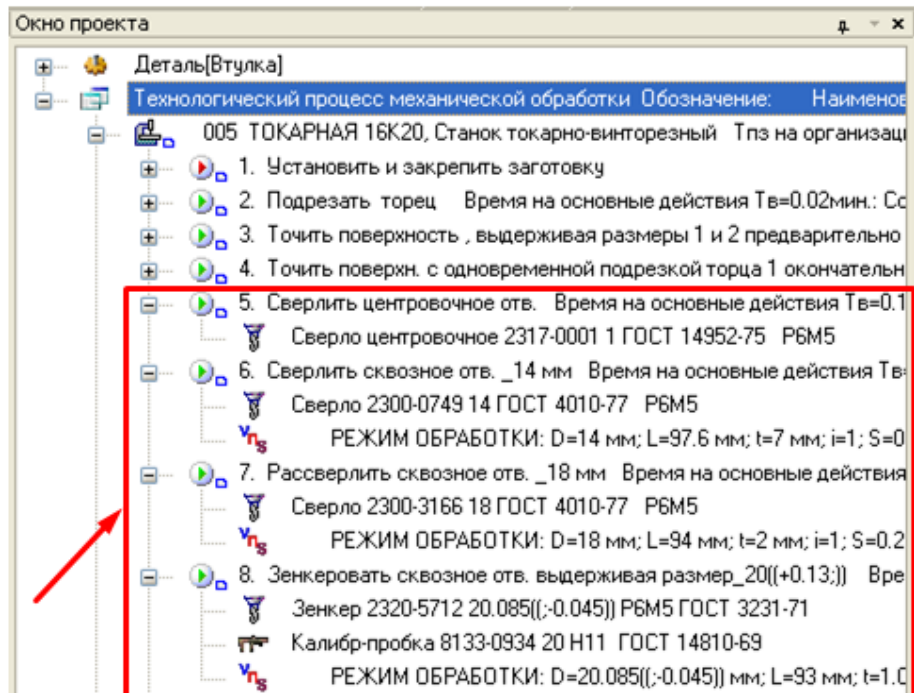 Окно проекта
Деталь[Втулка]
Технологический процесс механической обработки Обозначение: Наименов
005 ТОКАРНАЯ 16К20, Станок токарно-винторезный Тпз на организаци
1. Установить и закрепить заготовку
2. Подрезать торец Время на основные действия Тв=0.02мин.: Со
3. Точить поверхность , выдерживая размеры 1 и 2 предварительно
4. Точить поверхн. с одновременной подрезкой торца 1 окончательн
5. Сверлить центровочное отв. Время на основные действия Тв=0.1
Сверло центровочное 2317-0001 1 ГОСТ 14952-75 Р6М5
6. Сверлить сквозное отв. _14 мм Время на основные действия Тв=
Сверло 2300-0749 14 ГОСТ 4010-77 Р6М5
РЕЖИМ ОБРАБОТКИ: D=14 мм; L=97.6 мм; t=7 мм; i=1; S=0
7. Рассверлить сквозное отв. _18 мм Время на основные действия
Сверло 2300-3166 18 ГОСТ 4010-77 Р6М5
РЕЖИМ ОБРАБОТКИ: D=18 мм; L=94 мм; t=2 мм; i=1; S=0.2
8. Зенкеровать сквозное отв. выдерживая размер_20((+0.13;)) Вре
Зенкер 2320-5712 20.085((;-0.045)) Р6М5 ГОСТ 3231-71
Калибр-пробка 8133-0934 20 Н11 ГОСТ 14810-69
РЕЖИМ ОБРАБОТКИ: D=20.085((;-0.045)) мм; L=93 мм; t=1.0